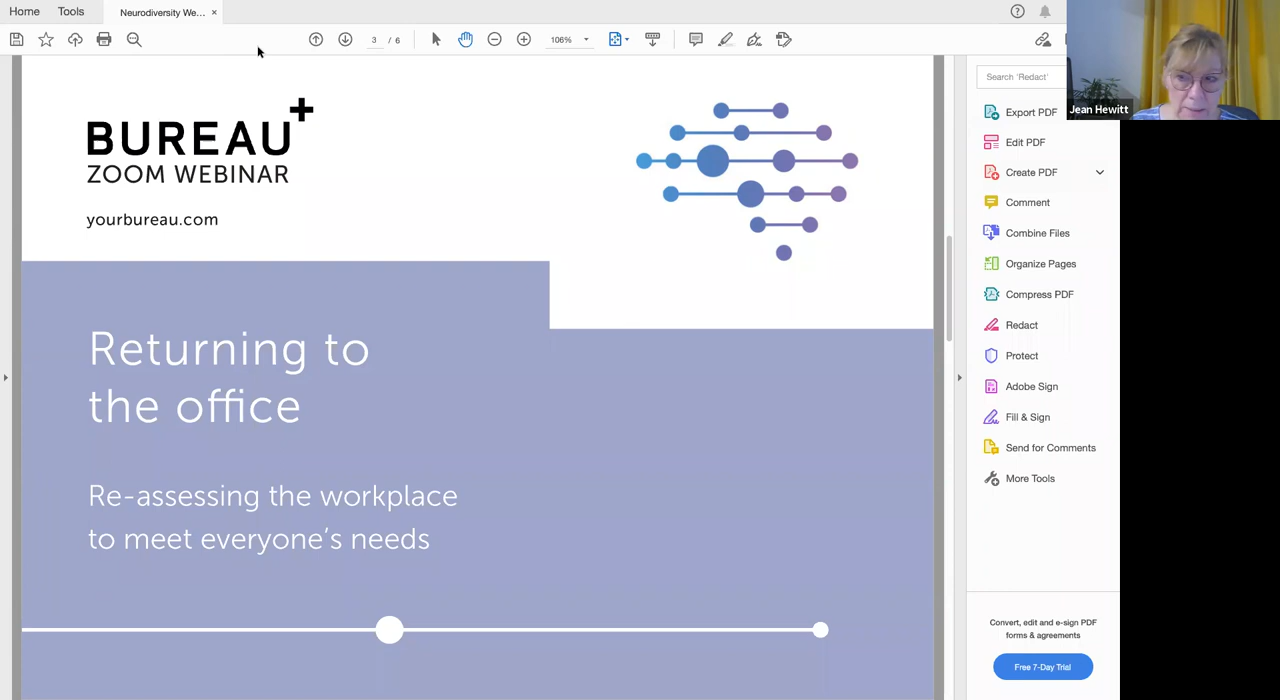 Home
Tools
Neurodiversity We...
×
3
/ 6
106%
Jean Hewitt
BUREAU+
ZOOM WEBINAR
yourbureau.com
Returning to
the office
Re-assessing the workplace
to meet everyone's needs
Search 'Redact'
Export PDF
Edit PDF
Create PDF
Comment
Combine Files
Organize Pages
Compress PDF
Redact
Protect
Adobe Sign
Fill & Sign
Send for Comments
More Tools
Convert, edit and e-sign PDF
forms & agreements
Free 7-Day Trial